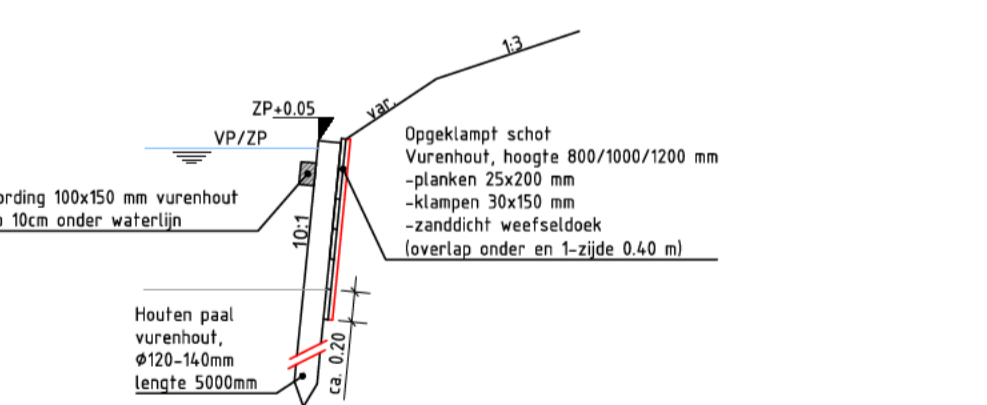 1:3
var.
ZP+0.05
VP/ZP
Opgeklampt schot
Vurenhout, hoogte 800/1000/1200 mm
-planken 25x200 mm
-klampen 30x150 mm
-zanddicht weefseldoek
(overlap onder en 1-zijde 0.40 m)
100x150 mm vurenhout
10cm onder waterlijn
10:1
Houten paal
vurenhout,
Ø120-140mm
lengte 5000mm
ca. 0.20